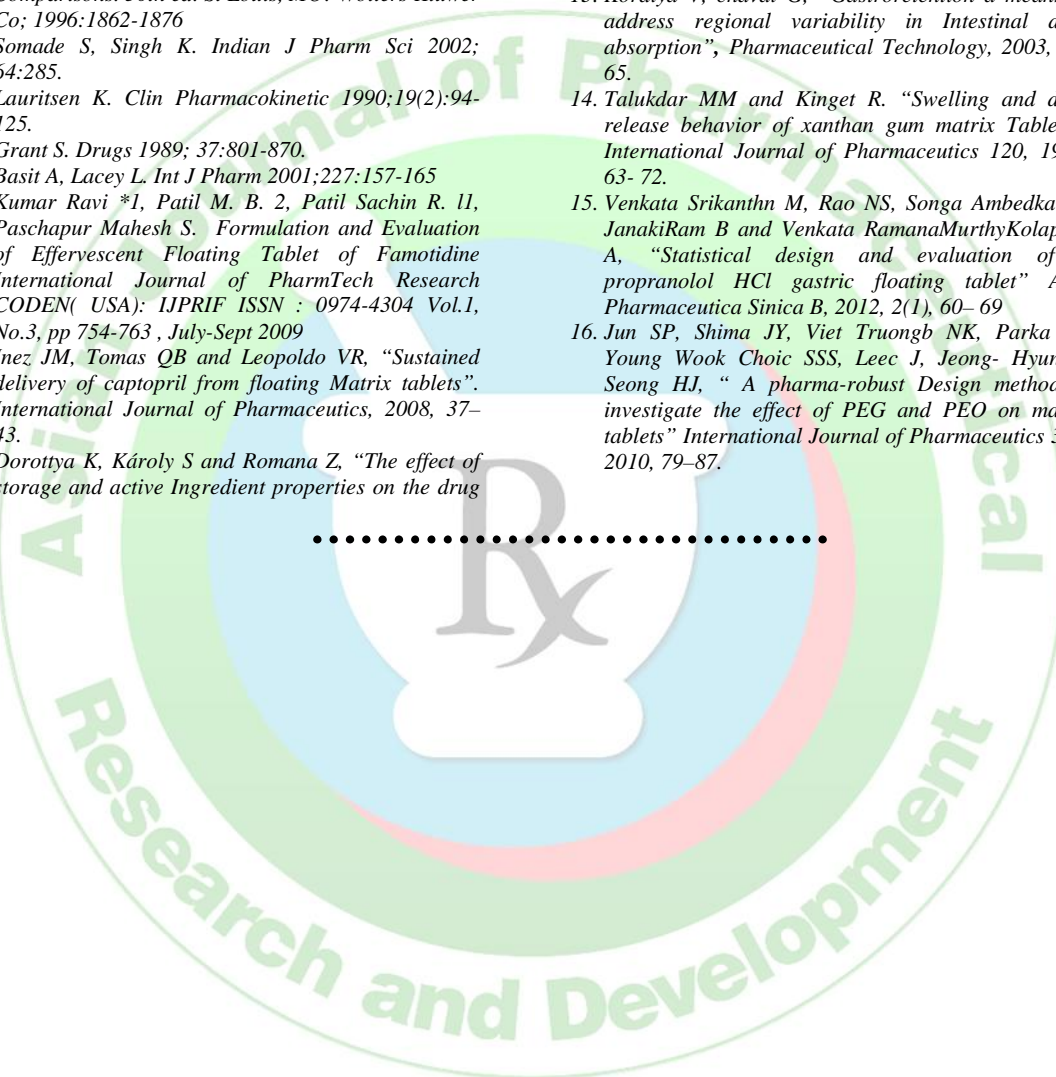 Co; 1996:1862-1876
Somade S, Singh K. Indian J Pharm Sci 2002;
64:285.
Lauritsen K. Clin Pharmacokinetic 1990;19(2):94-
125.
Grant S. Drugs 1989; 37:801-870.
Basit A, Lacey L. Int J Pharm 2001;227:157-165
Kumar Ravi *1, Patil M. B. 2, Patil Sachin R. l1,
Paschapur Mahesh S. Formulation and Evaluation
of Effervescent Floating Tablet of Famotidine
International Journal of PharmTech Research
CODEN( USA): IJPRIF ISSN : 0974-4304 Vol.1,
No.3, pp 754-763 , July-Sept 2009
Inez JM, Tomas QB and Leopoldo VR, “Sustained
delivery of captopril from floating Matrix tablets”.
International Journal of Pharmaceutics, 2008, 37–
43.
Dorottya K, Károly S and Romana Z, “The effect of
storage and active Ingredient properties on the drug
address regional variability in Intestinal
absorption”, Pharmaceutical Technology, 2003,
65.
14. Talukdar MM and Kinget R. “Swelling and
release behavior of xanthan gum matrix
International Journal of Pharmaceutics 120,
63- 72.
15. Venkata Srikanthn M, Rao NS, Songa
JanakiRam B and Venkata
A, “Statistical design and evaluation
propranolol HCl gastric floating tablet”
Pharmaceutica Sinica B, 2012, 2(1), 60– 69
16. Jun SP, Shima JY, Viet Truongb NK, Parka
Young Wook Choic SSS, Leec J, Jeong-
Seong HJ, “ A pharma-robust Design
investigate the effect of PEG and PEO on
tablets” International Journal of Pharmaceutics
2010, 79–87.
Asian Journal of Pharmaceutical
Rx
Research and Development